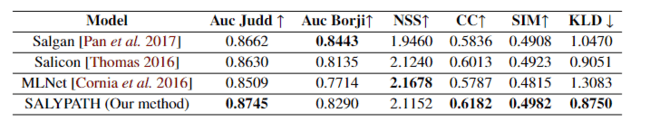 Model Auc Judd ↑ Auc Borji↑ NSS↑ CC↑ SIM↑ KLD ↓
Salgan [Pan et al. 2017] 0.8662 0.8443 1.9460 0.5836 0.4908 1.0470
Salicon [Thomas 2016] 0.8630 0.8135 2.1240 0.6013 0.4923 0.9051
MLNet [Cornia et al. 2016] 0.8509 0.7714 2.1678 0.5787 0.4815 1.3083
SALYPATH (Our method) 0.8745 0.8290 2.1152 0.6182 0.4982 0.8750